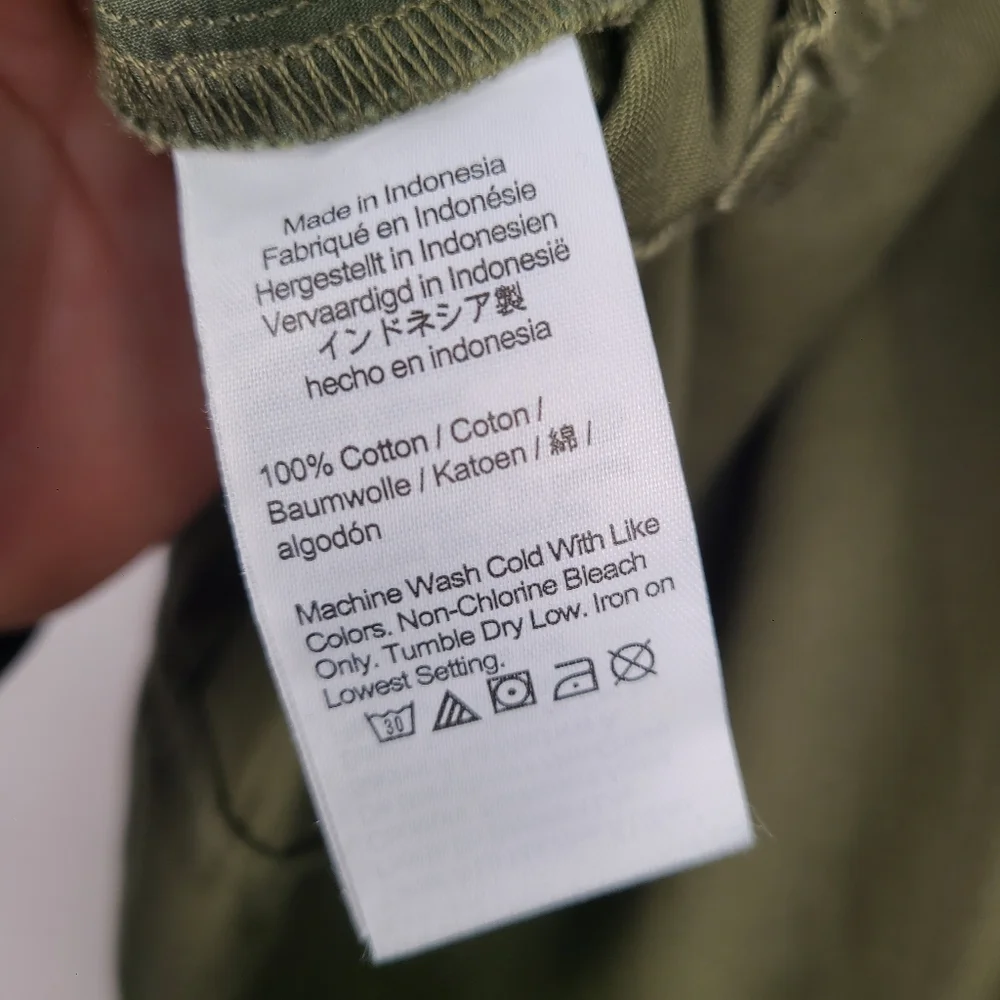 Made in Indonesia
Fabriqué en Indonésie
Hergestellt in Indonesien
Vervaardigd in Indonesië
インドネシア製
hecho en indonesia
100% Cotton / Coton /
Baumwolle / Katoen / 綿 /
algodón
Machine Wash Cold With Like
Colors. Non-Chlorine Bleach
Only. Tumble Dry Low. Iron on
Lowest Setting.
30